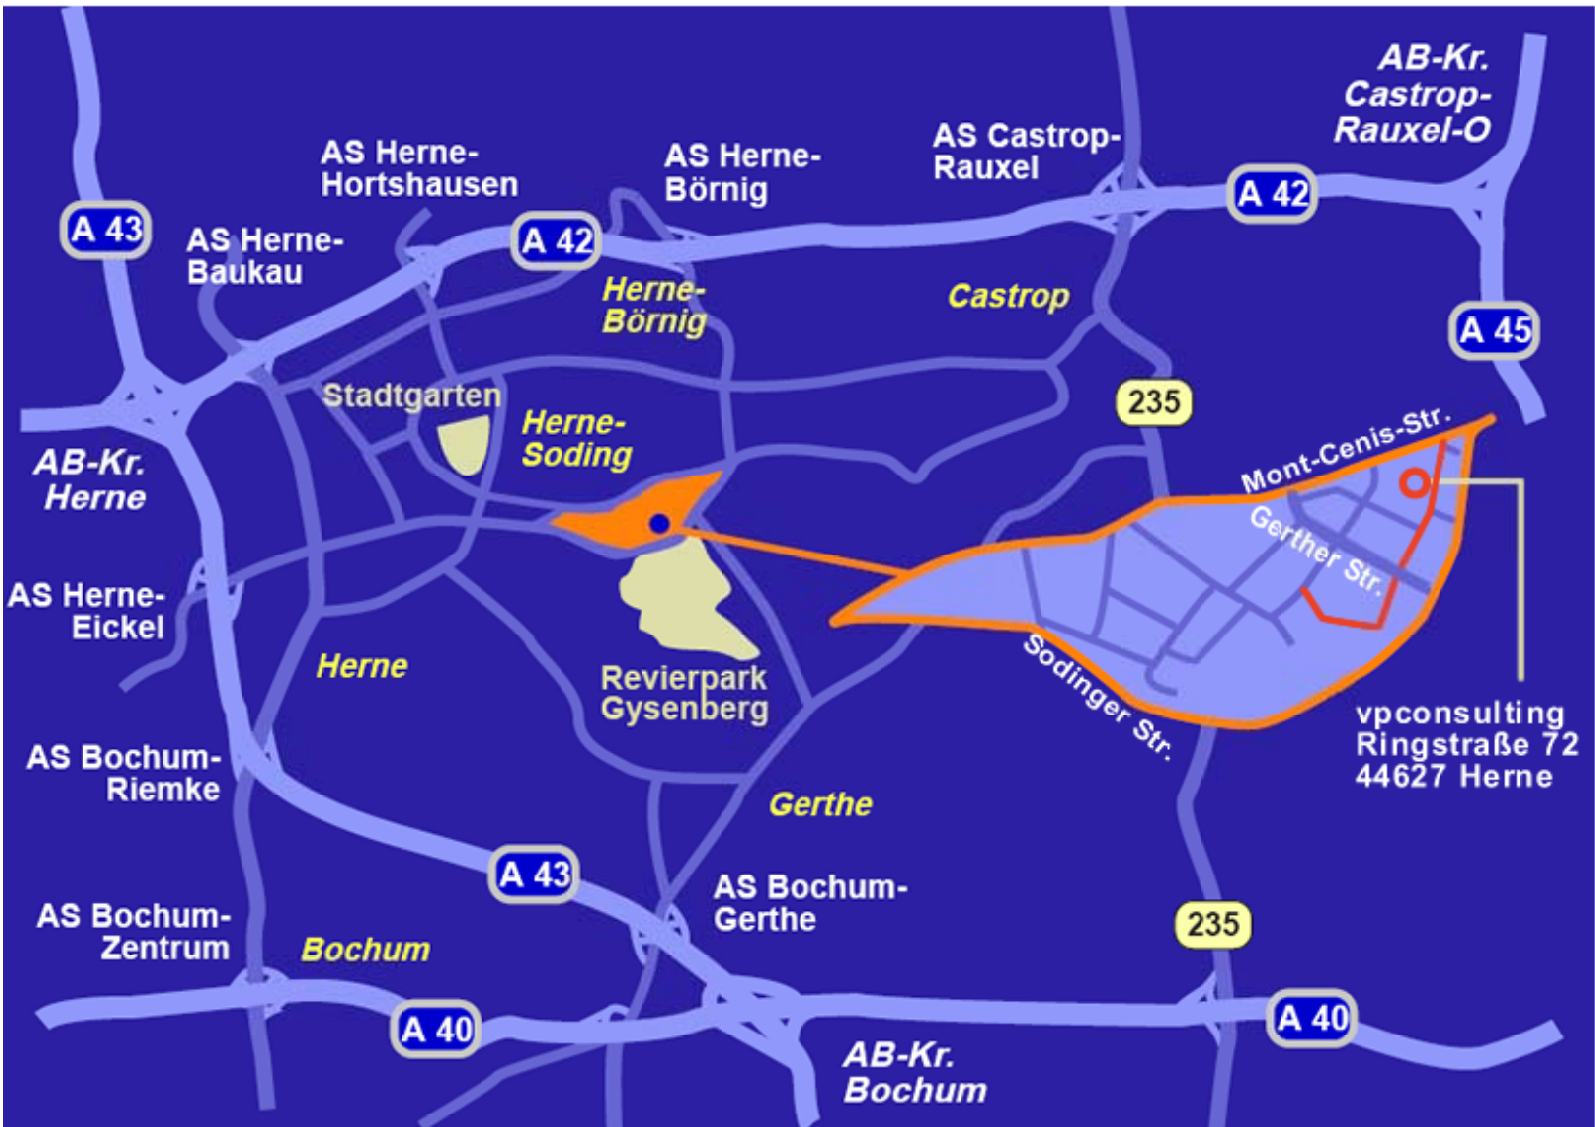 AB-Kr.
Castrop-
Rauxel-O
AS Herne-
Hortshausen
AS Herne-
Börnig
AS Castrop-
Rauxel
A 43
AS Herne-
Baukau
A 42
A 42
Herne-
Börnig
Castrop
A 45
Stadtgarten
235
Herne-
Soding
Mont-Cenis-Str.
AB-Kr.
Herne
Gerther Str.
AS Herne-
Eickel
Herne
Revierpark
Gysenberg
Sodinger Str.
vpconsulting
Ringstraße 72
44627 Herne
AS Bochum-
Riemke
Gerthe
A 43
AS Bochum-
Gerthe
AS Bochum-
Zentrum
Bochum
235
A 40
A 40
AB-Kr.
Bochum